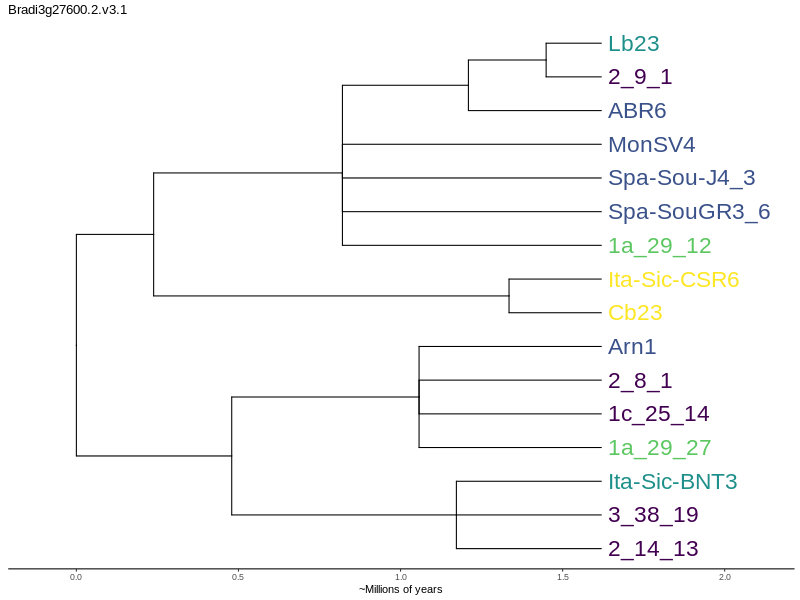 Bradi3g27600.2.v3.1
Lb23
2_9_1
ABR6
MonSV4
Spa-Sou-J4_3
Spa-SouGR3_6
1a_29_12
Ita-Sic-CSR6
Cb23
Arn1
2_8_1
1c_25_14
1a_29_27
Ita-Sic-BNT3
3_38_19
2_14_13
0.0 0.5 1.0 1.5 2.0
~Millions of years